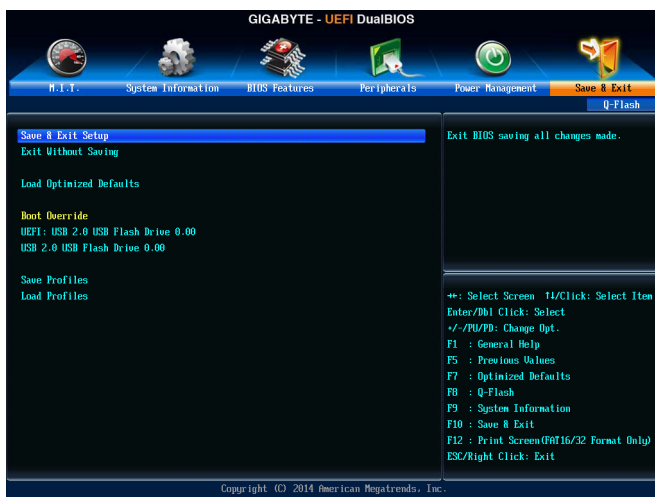 GIGABYTE - UEFI DualBIOS
M.I.T.
System Information
BIOS Features
Peripherals
Power Management
Save & Exit
Q-Flash
Save & Exit Setup
Exit Without Saving
Load Optimized Defaults
Boot Override
UEFI: USB 2.0 USB Flash Drive 0.00
USB 2.0 USB Flash Drive 0.00
Save Profiles
Load Profiles
Exit BIOS saving all changes made.
→←: Select Screen ↑↓/Click: Select Item
Enter/Dbl Click: Select
+/-/PU/PD: Change Opt.
F1 : General Help
F5 : Previous Values
F7 : Optimized Defaults
F8 : Q-Flash
F9 : System Information
F10 : Save & Exit
F12 : Print Screen(FAT16/32 Format Only)
ESC/Right Click: Exit
Copyright (C) 2014 American Megatrends, Inc.